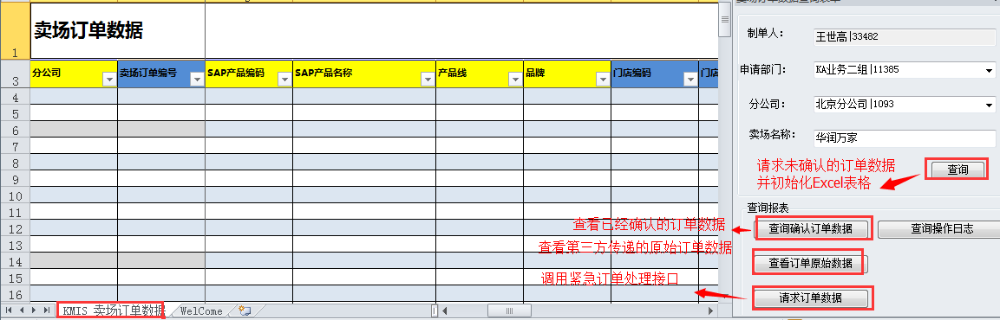 卖场订单数据
1
3
分公司
卖场订单编号
SAP产品编码
SAP产品名称
产品线
品牌
门店编码
门店
4
5
6
7
8
9
10
11
12
13
14
15
16
KMIS 卖场订单数据
WelCome
制单人:
王世高|33482
申请部门:
KA业务二组|11385
分公司:
北京分公司|1093
卖场名称:
华润万家
请求未确认的订单数据
并初始化Excel表格
查询
查询报表
查看已经确认的订单数据
查询确认订单数据
查询操作日志
查看第三方传递的原始订单数据
查看订单原始数据
调用紧急订单处理接口
请求订单数据